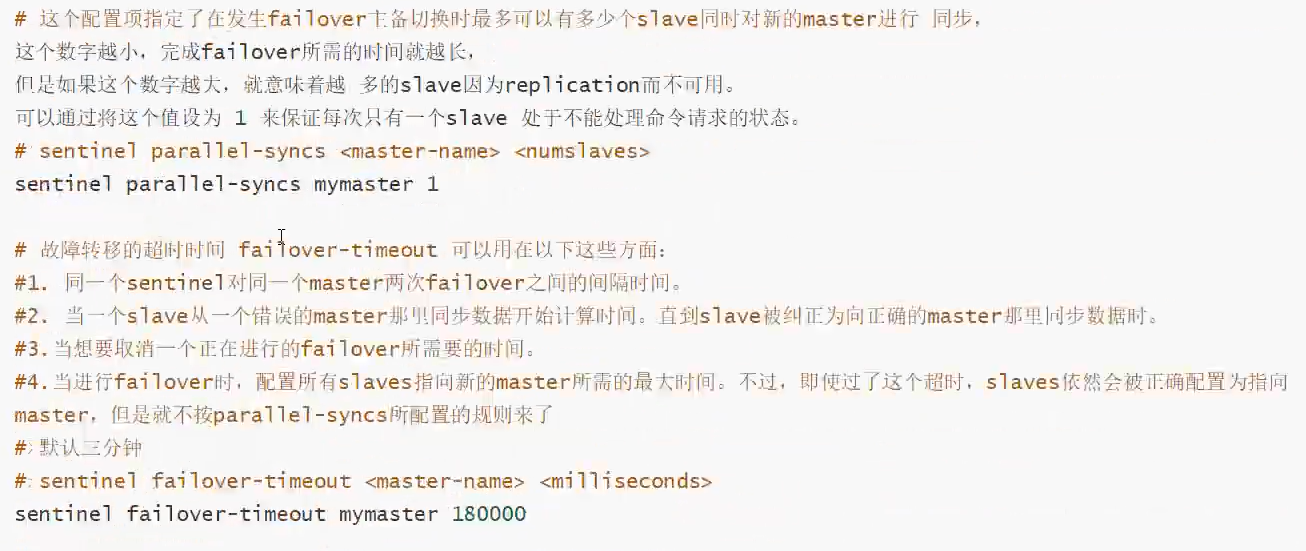 # 这个配置项指定了在发生failover主备切换时最多可以有多少个slave同时对新的master进行 同步，
这个数字越小，完成failover所需的时间就越长，
但是如果这个数字越大，就意味着越 多的slave因为replication而不可用。
可以通过将这个值设为 1 来保证每次只有一个slave 处于不能处理命令请求的状态。
# sentinel parallel-syncs <master-name> <numslaves>
sentinel parallel-syncs mymaster 1
# 故障转移的超时时间 failover-timeout 可以用在以下这些方面：
#1. 同一个sentinel对同一个master两次failover之间的间隔时间。
#2. 当一个slave从一个错误的master那里同步数据开始计算时间。直到slave被纠正为向正确的master那里同步数据时。
#3.当想要取消一个正在进行的failover所需要的时间。
#4.当进行failover时，配置所有slaves指向新的master所需的最大时间。不过，即使过了这个超时，slaves依然会被正确配置为指向
master，但是就不按parallel-syncs所配置的规则来了
# 默认三分钟
# sentinel failover-timeout <master-name> <milliseconds>
sentinel failover-timeout mymaster 180000